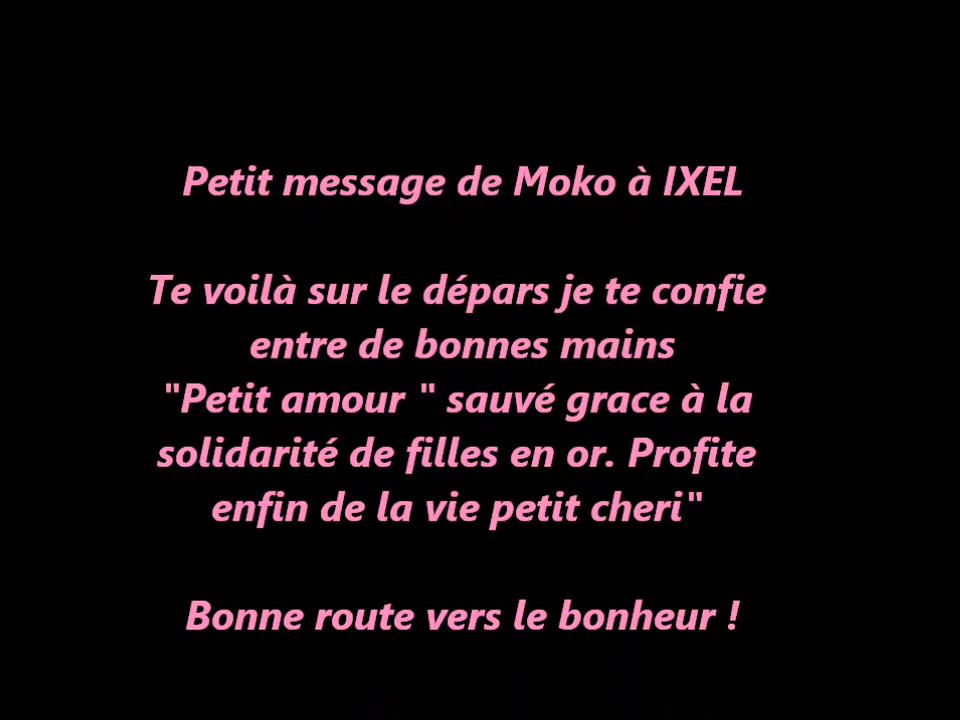 Petit message de Moko à IXEL
Te voilà sur le dépars je te confie
entre de bonnes mains
"Petit amour " sauvé grace à la
solidarité de filles en or. Profite
enfin de la vie petit cheri"
Bonne route vers le bonheur !